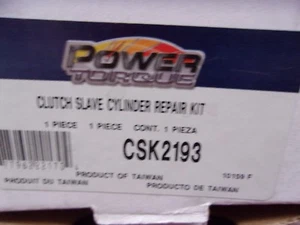 POWER
TORQUE
CLUTCH SLAVE CYLINDER REPAIR KIT
1 PIECE 1 PIECE CONT. 1 PIEZA
CSK2193
10159 F
PRODUCT OF TAIWAN
PRODUIT DU TAIWAN PRODUCTO DE TAIWAN